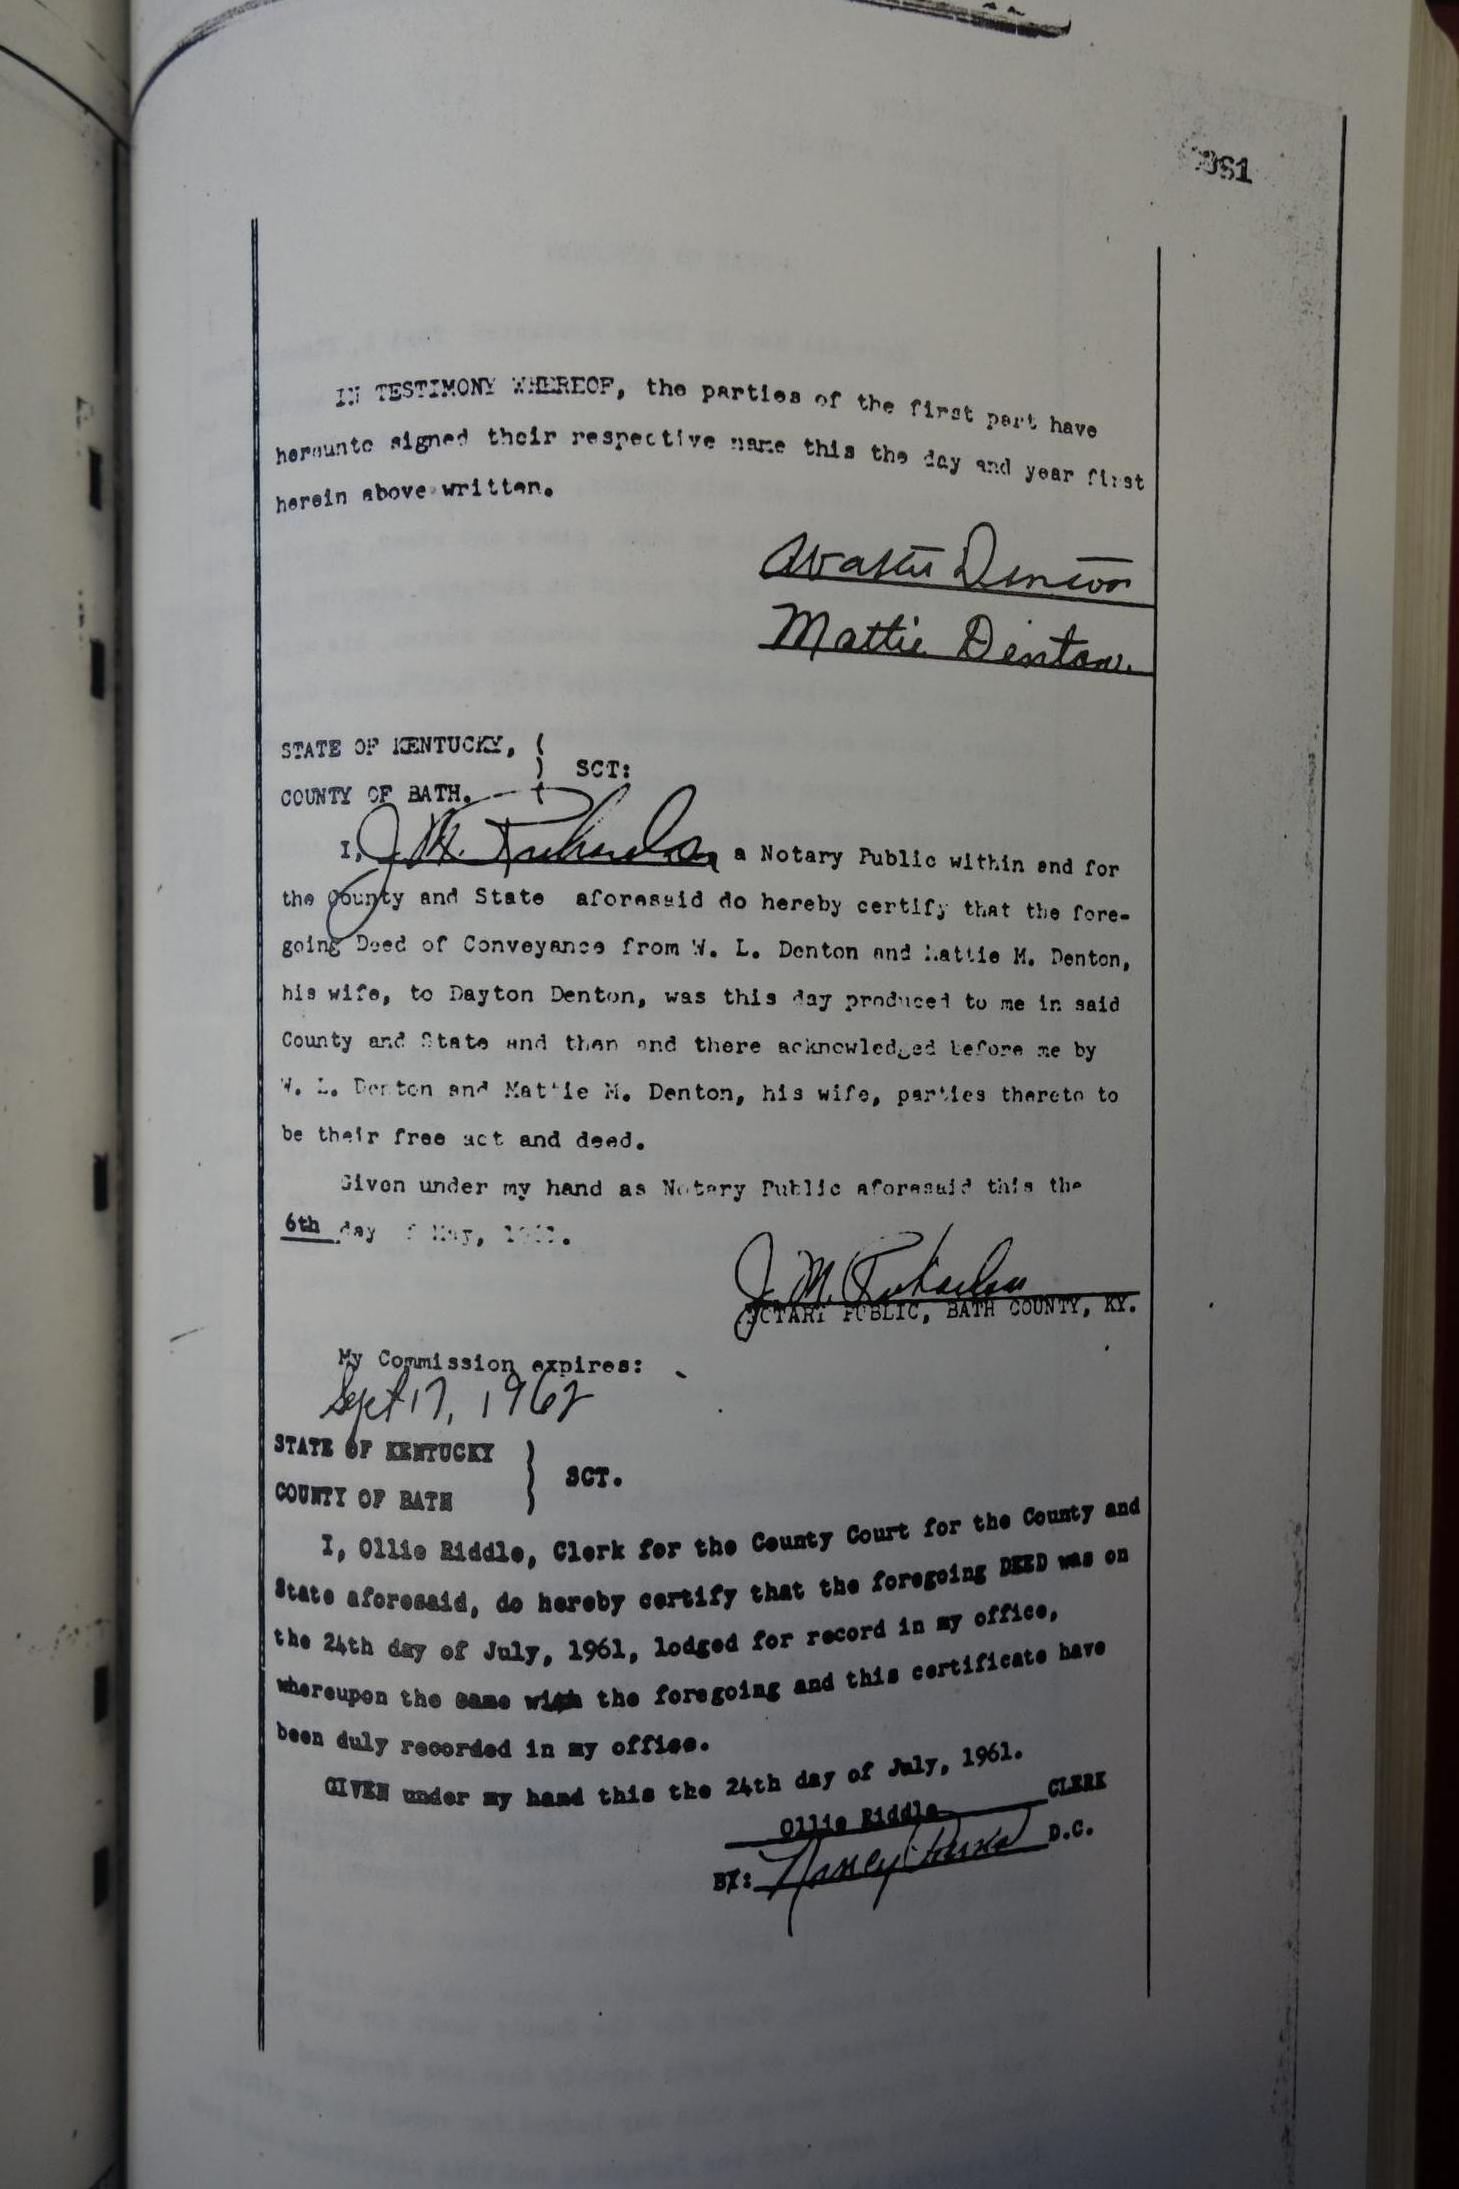 IN TESTIMONY WHEREOF, the parties of the first part have
hereunto signed their respective name this the day and year first
herein above written.
Denton
Mattie Denton.
STATE OF KENTUCKY,
SCT:
COUNTY OF BATH.
I, J. M. Richardson a Notary Public within and for
the County and State aforesaid do hereby certify that the fore-
going Deed of Conveyance from W. L. Denton and Mattie M. Denton,
his wife, to Dayton Denton, was this day produced to me in said
County and State and then and there acknowledged before me by
W. L. Denton and Mattie M. Denton, his wife, parties thereto to
be their free act and deed.
Given under my hand as Notary Public aforesaid this the
6th day of May,
J. M. Richardson
NOTARY PUBLIC, BATH COUNTY, KY.
My Commission expires:
Sept 17, 1962
STATE OF KENTUCKY
SCT.
COUNTY OF BATH
I, Ollie Riddle, Clerk for the County Court for the County and
State aforesaid, do hereby certify that the foregoing DEED was on
the 24th day of July, 1961, lodged for record in my office,
whereupon the same with the foregoing and this certificate have
been duly recorded in my office.
GIVEN under my hand this the 24th day of July, 1961.
Ollie Riddle CLERK
BY: Nancy D.C.